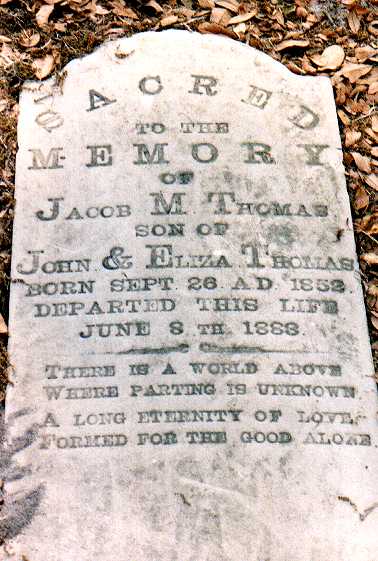 SACRED
TO THE
MEMORY
OF
JACOB M THOMAS
SON OF
JOHN & ELIZA THOMAS
BORN SEPT. 26 A.D. 1853
DEPARTED THIS LIFE
JUNE 8 TH. 1888.
THERE IS A WORLD ABOVE
WHERE PARTING IS UNKNOWN.
A LONG ETERNITY OF LOVE,
FORMED FOR THE GOOD ALONE.